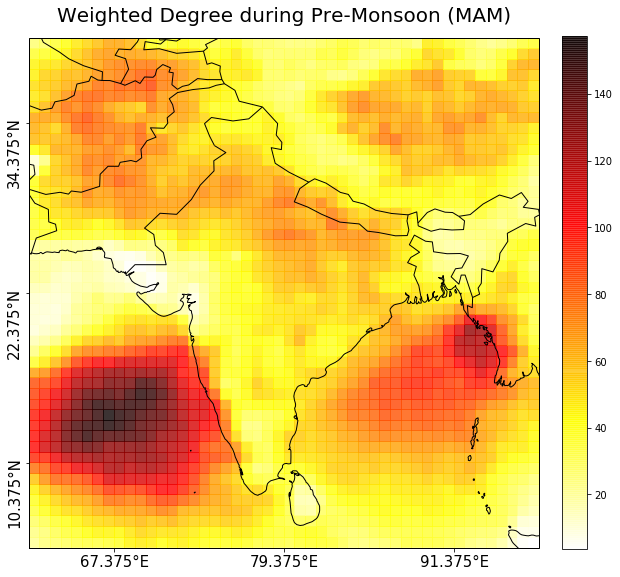 Weighted Degree during Pre-Monsoon (MAM)
34.375°N
22.375°N
10.375°N
67.375°E
79.375°E
91.375°E
140
120
100
80
60
40
20